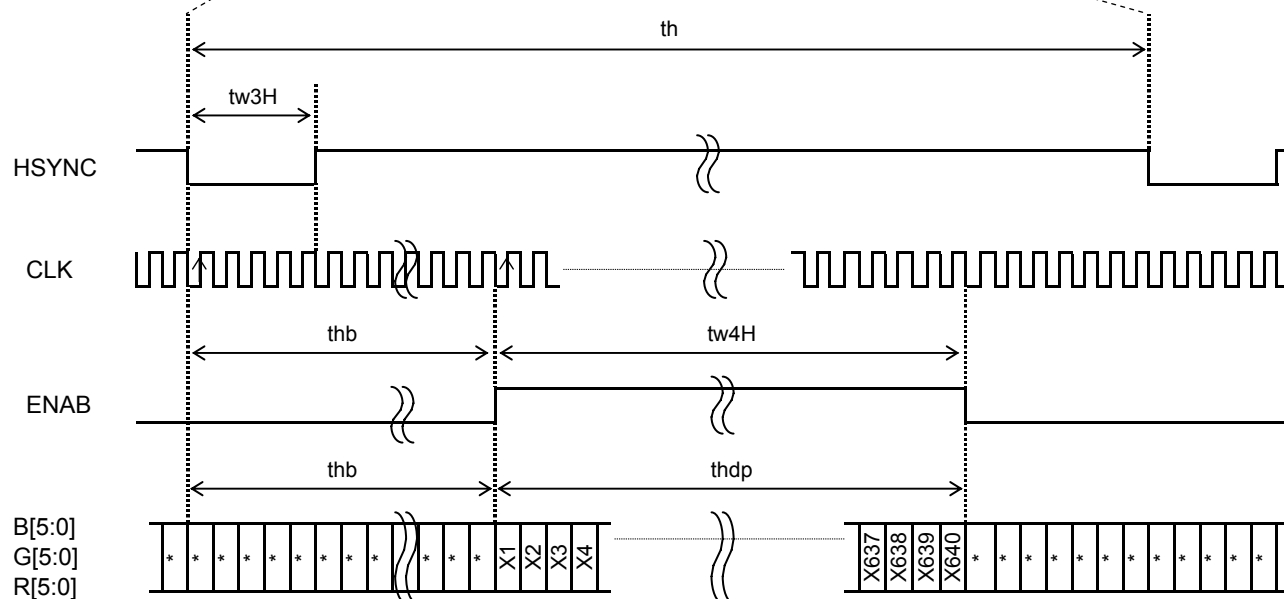 th
tw3H
HSYNC
CLK
thb tw4H
ENAB
thb thdp
B[5:0]
G[5:0]
R[5:0]
* * * * * * * * * * * * X1 X2 X3 X4 X637 X638 X639 X640 * * * * * * * * * * * *